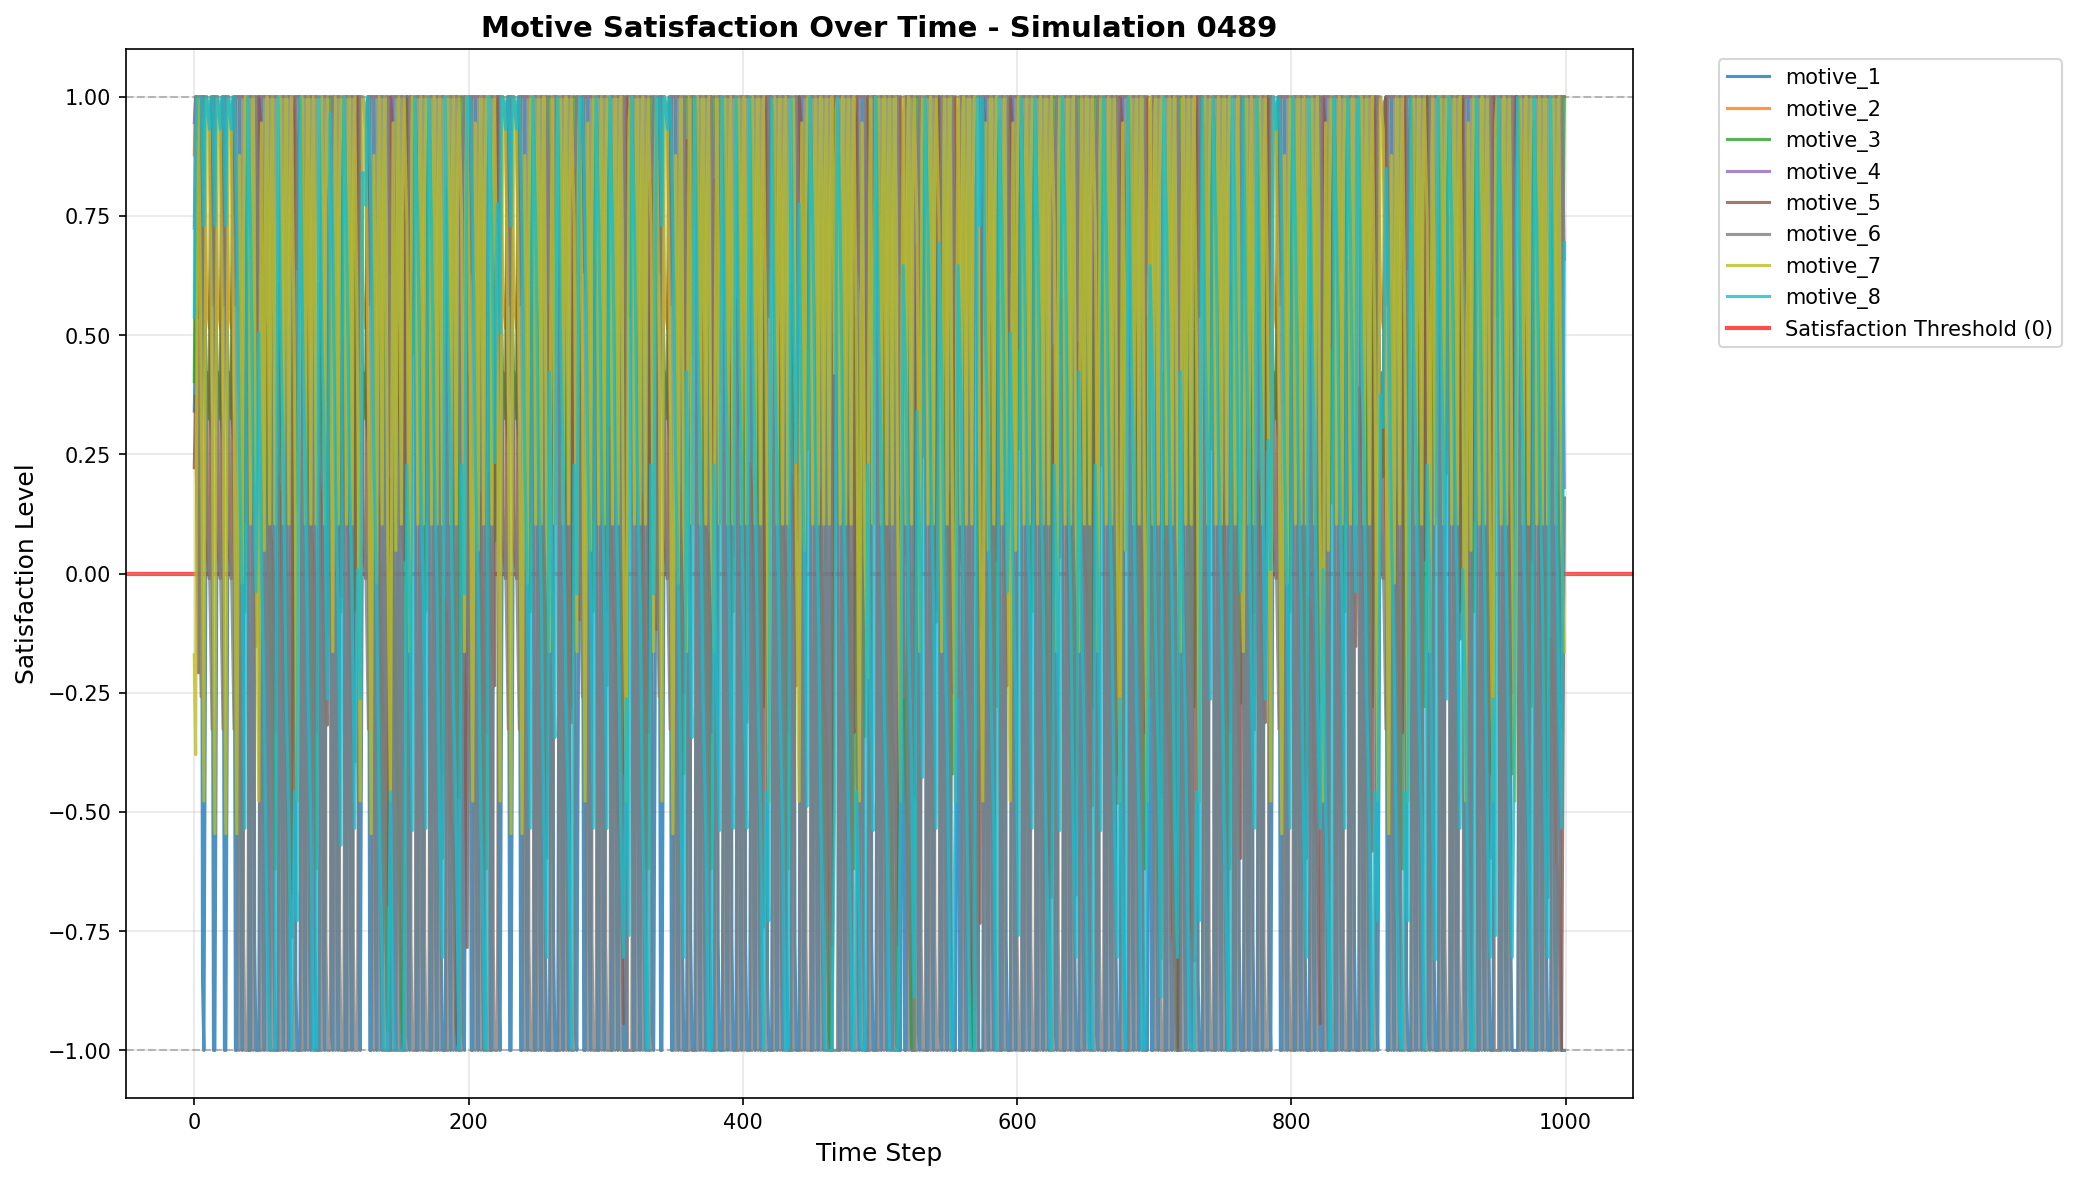 Motive Satisfaction Over Time - Simulation 0489
Satisfaction Level
1.00
0.75
0.50
0.25
0.00
−0.25
−0.50
−0.75
−1.00
0
200
400
600
800
1000
Time Step
motive_1
motive_2
motive_3
motive_4
motive_5
motive_6
motive_7
motive_8
Satisfaction Threshold (0)